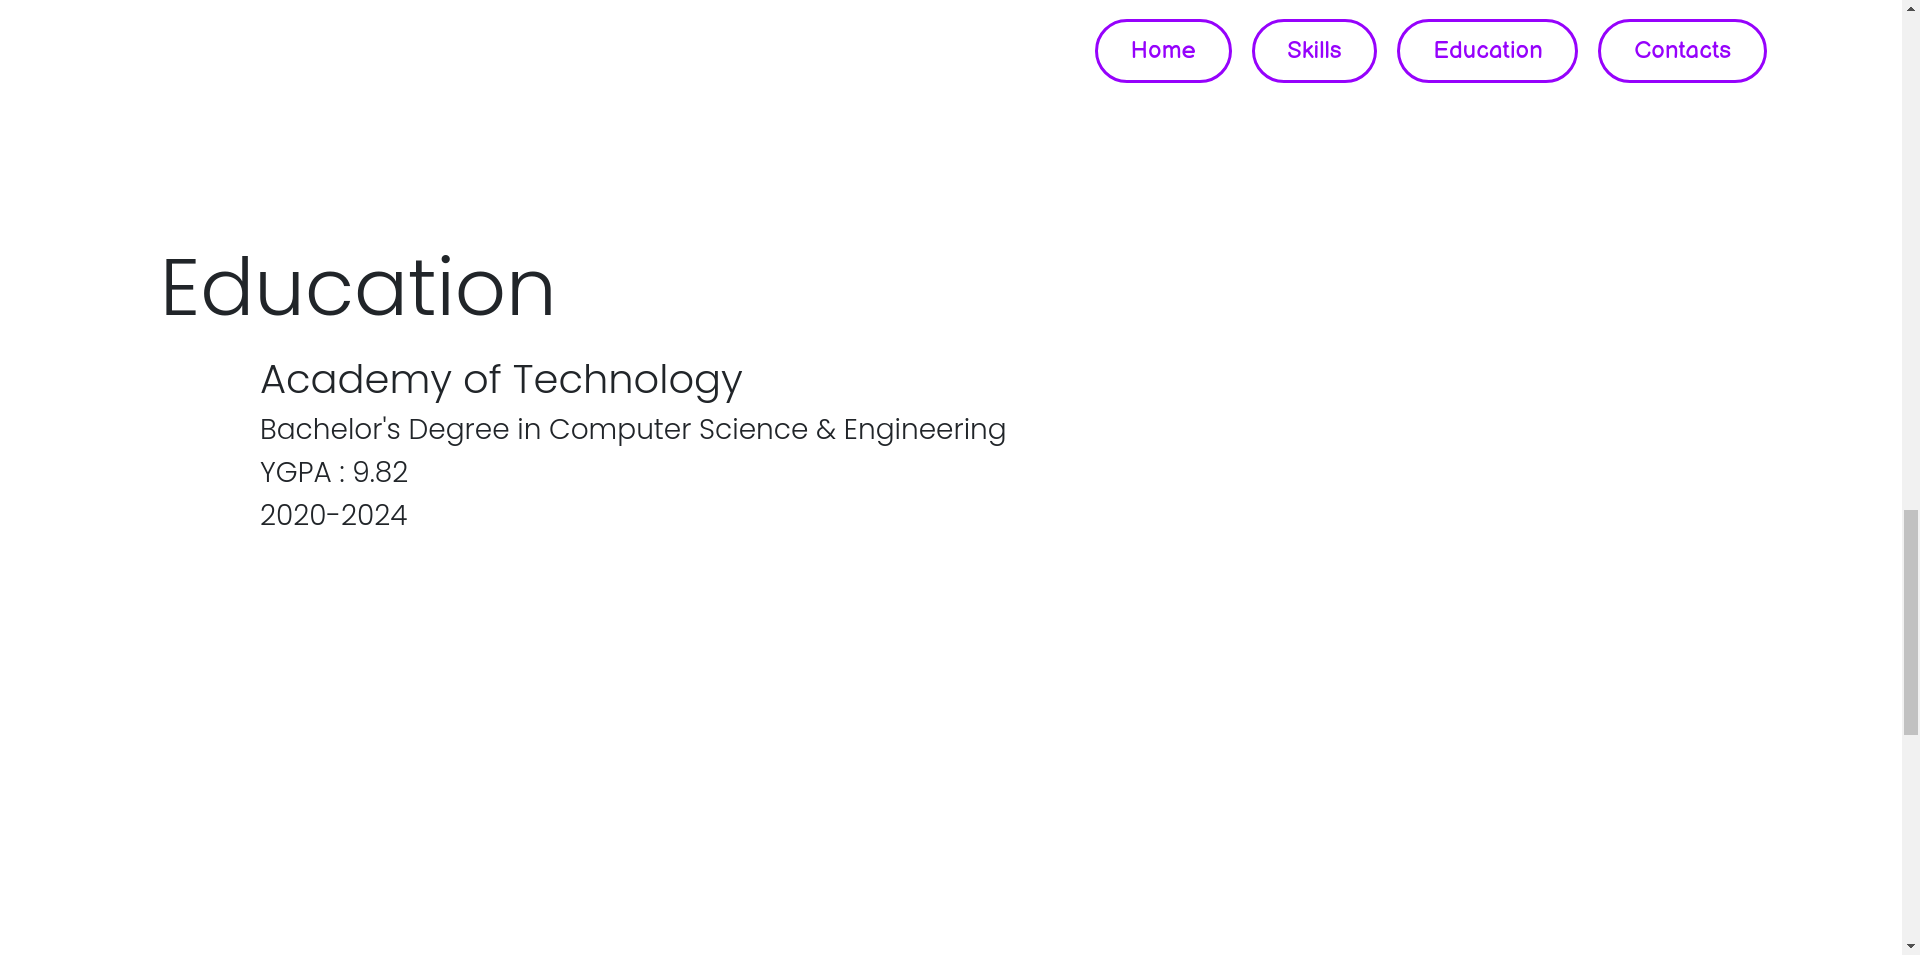 Home Skills Education Contacts
Education
Academy of Technology
Bachelor's Degree in Computer Science & Engineering
YGPA : 9.82
2020-2024